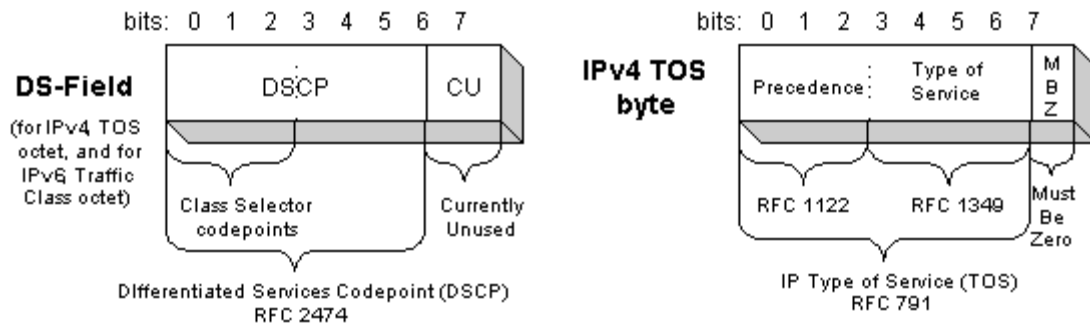 bits: 0 1 2 3 4 5 6 7
DS-Field
(for IPv4, TOS
octet, and for
IPv6, Traffic
Class octet)
DSCP
CU
Class Selector
codepoints
Currently
Unused
Differentiated Services Codepoint (DSCP)
RFC 2474
bits: 0 1 2 3 4 5 6 7
IPv4 TOS
byte
Precedence
Type of
Service
M
B
Z
RFC 1122
RFC 1349
Must
Be
Zero
IP Type of Service (TOS)
RFC 791